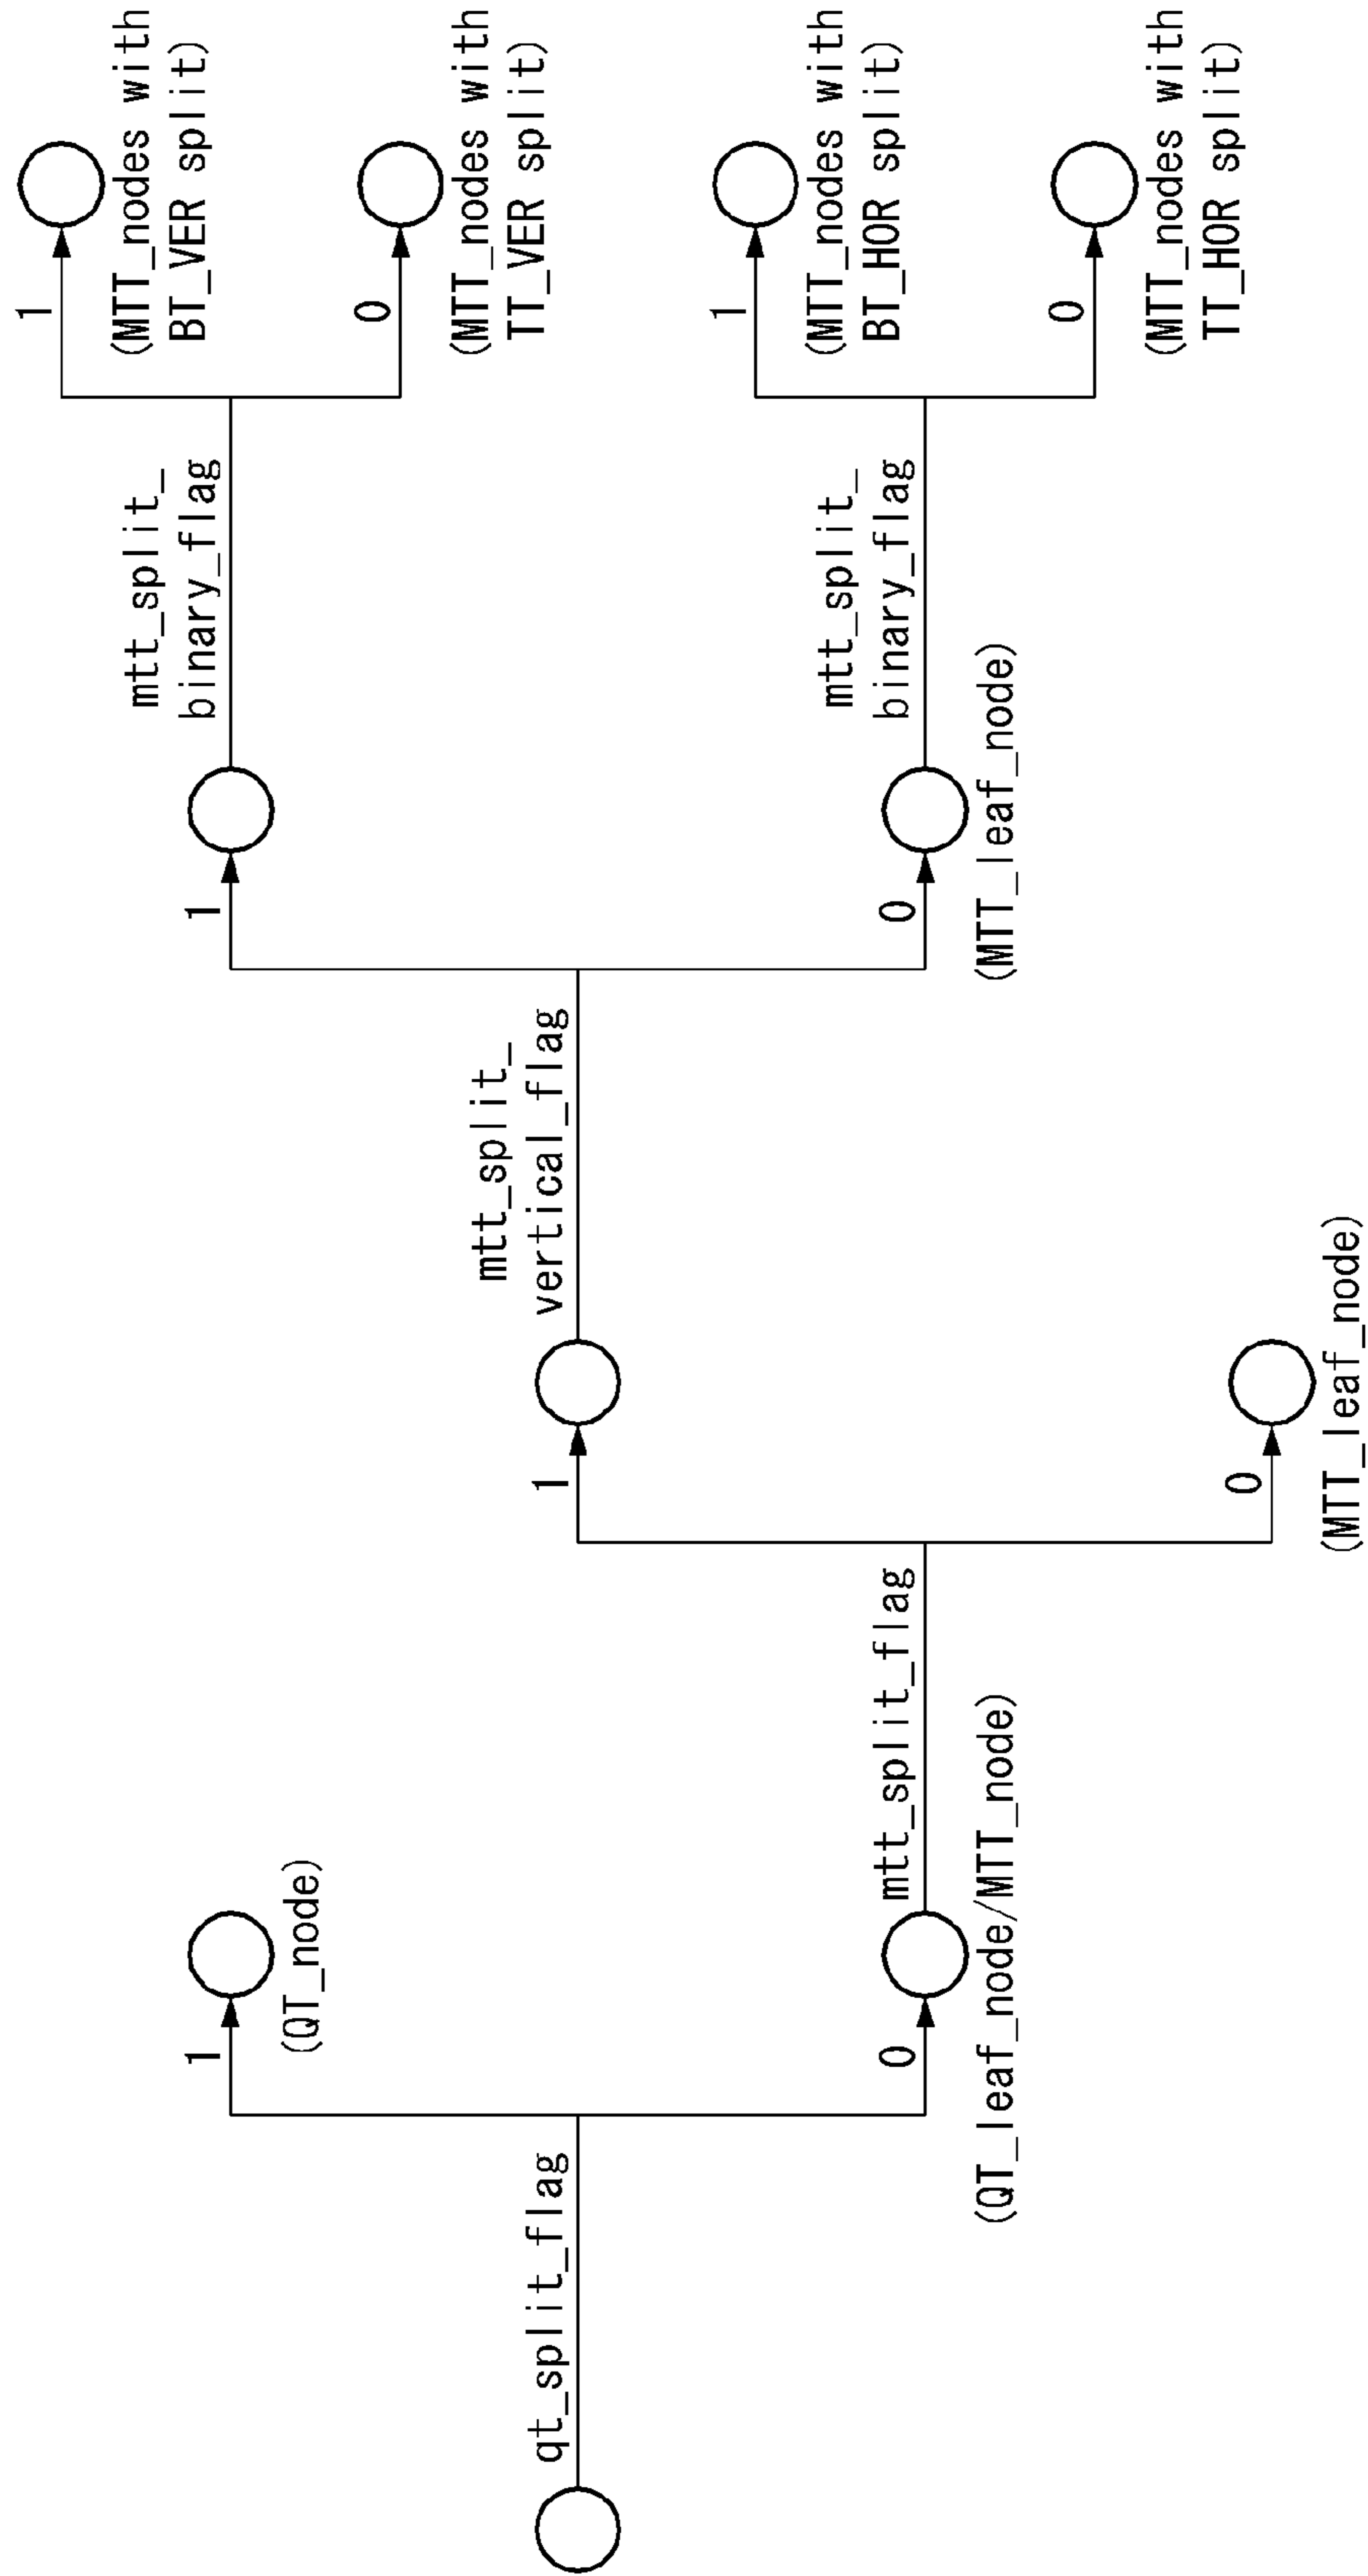 qt_split_flag
1
(QT_node)
0
(QT_leaf_node/MTT_node)
mtt_split_flag
1
0
(MTT_leaf_node)
mtt_split_
vertical_flag
1
0
(MTT_leaf_node)
mtt_split_
binary_flag
1
(MTT_nodes with
BT_VER split)
0
(MTT_nodes with
TT_VER split)
mtt_split_
binary_flag
1
(MTT_nodes with
BT_HOR split)
0
(MTT_nodes with
TT_HOR split)